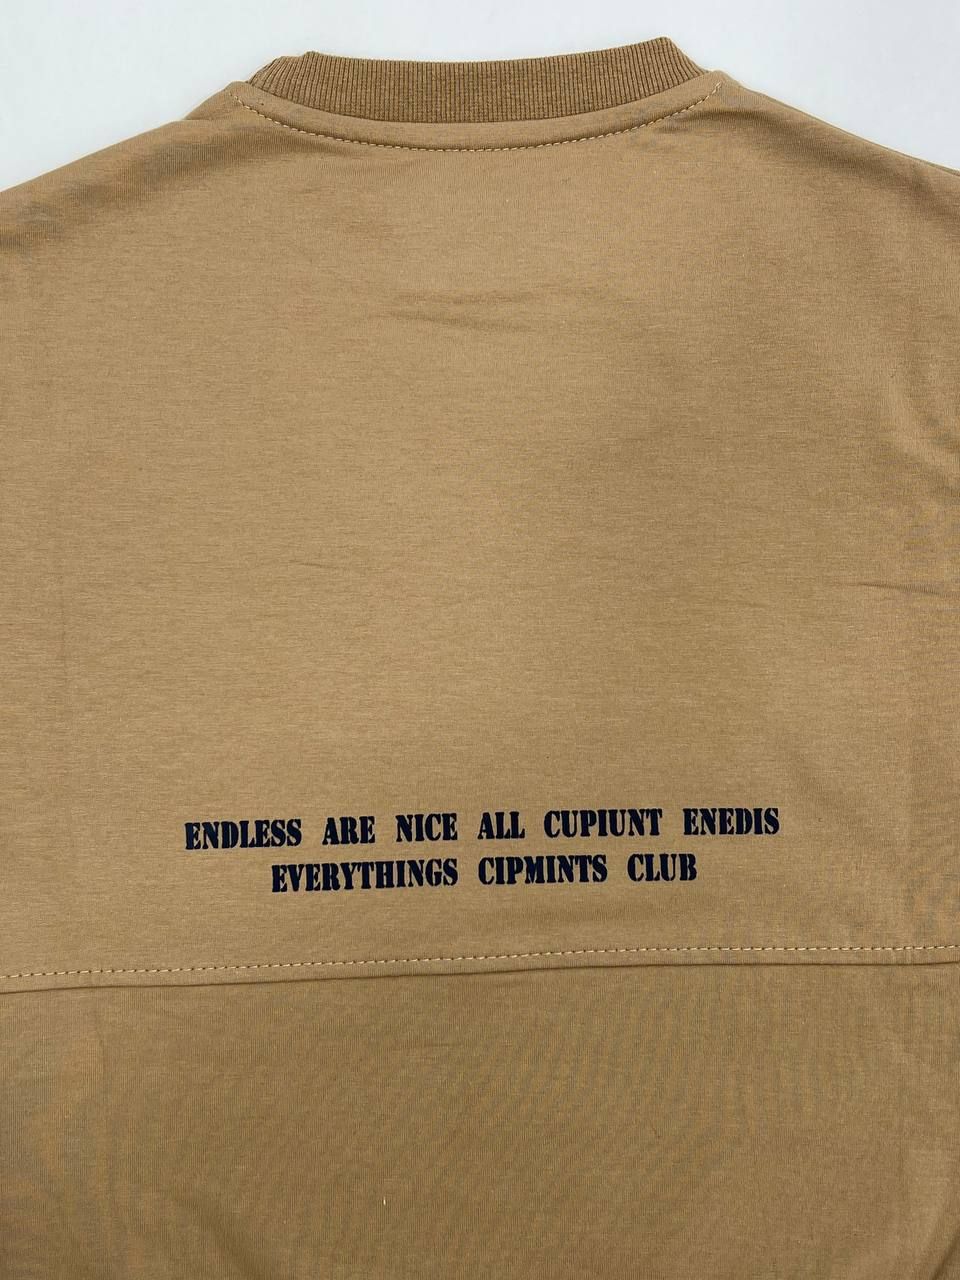 ENDLESS ARE NICE ALL CUPIUNT ENEDIS
EVERYTHINGS CIPMINTS CLUB